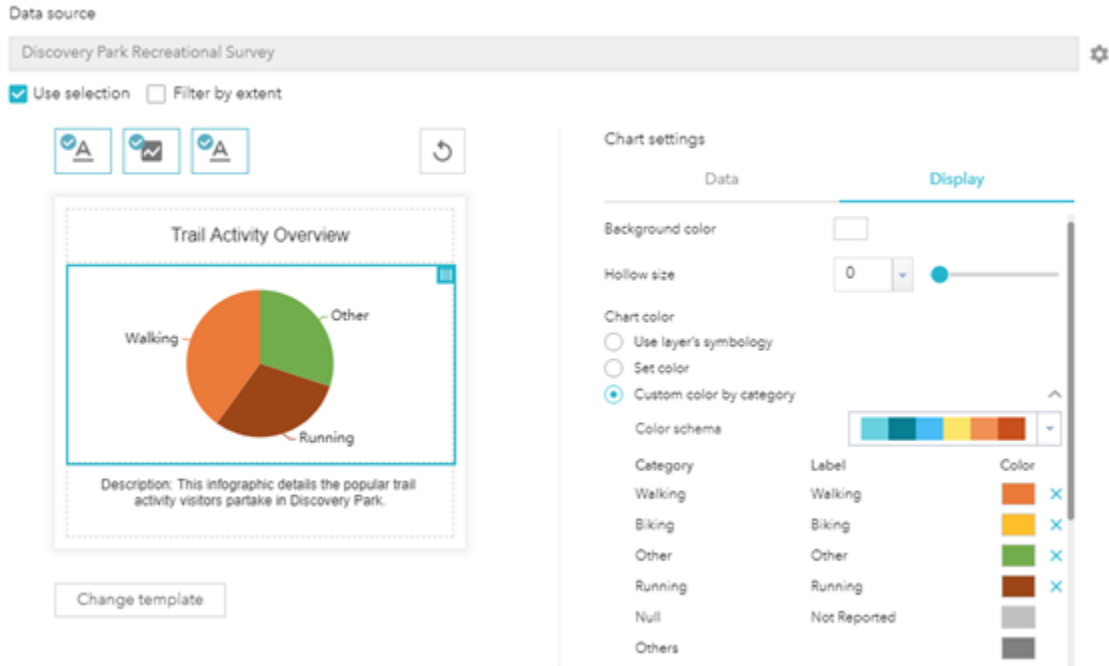 Data source
Discovery Park Recreational Survey
Use selection Filter by extent
A A
Trail Activity Overview
Other
Walking
Running
Description: This infographic details the popular trail
activity visitors partake in Discovery Park.
Change template
Chart settings
Data Display
Background color
Hollow size 0
Chart color
Use layer's symbology
Set color
Custom color by category
Color schema
Category Label Color
Walking Walking
Biking Biking
Other Other
Running Running
Null Not Reported
Others